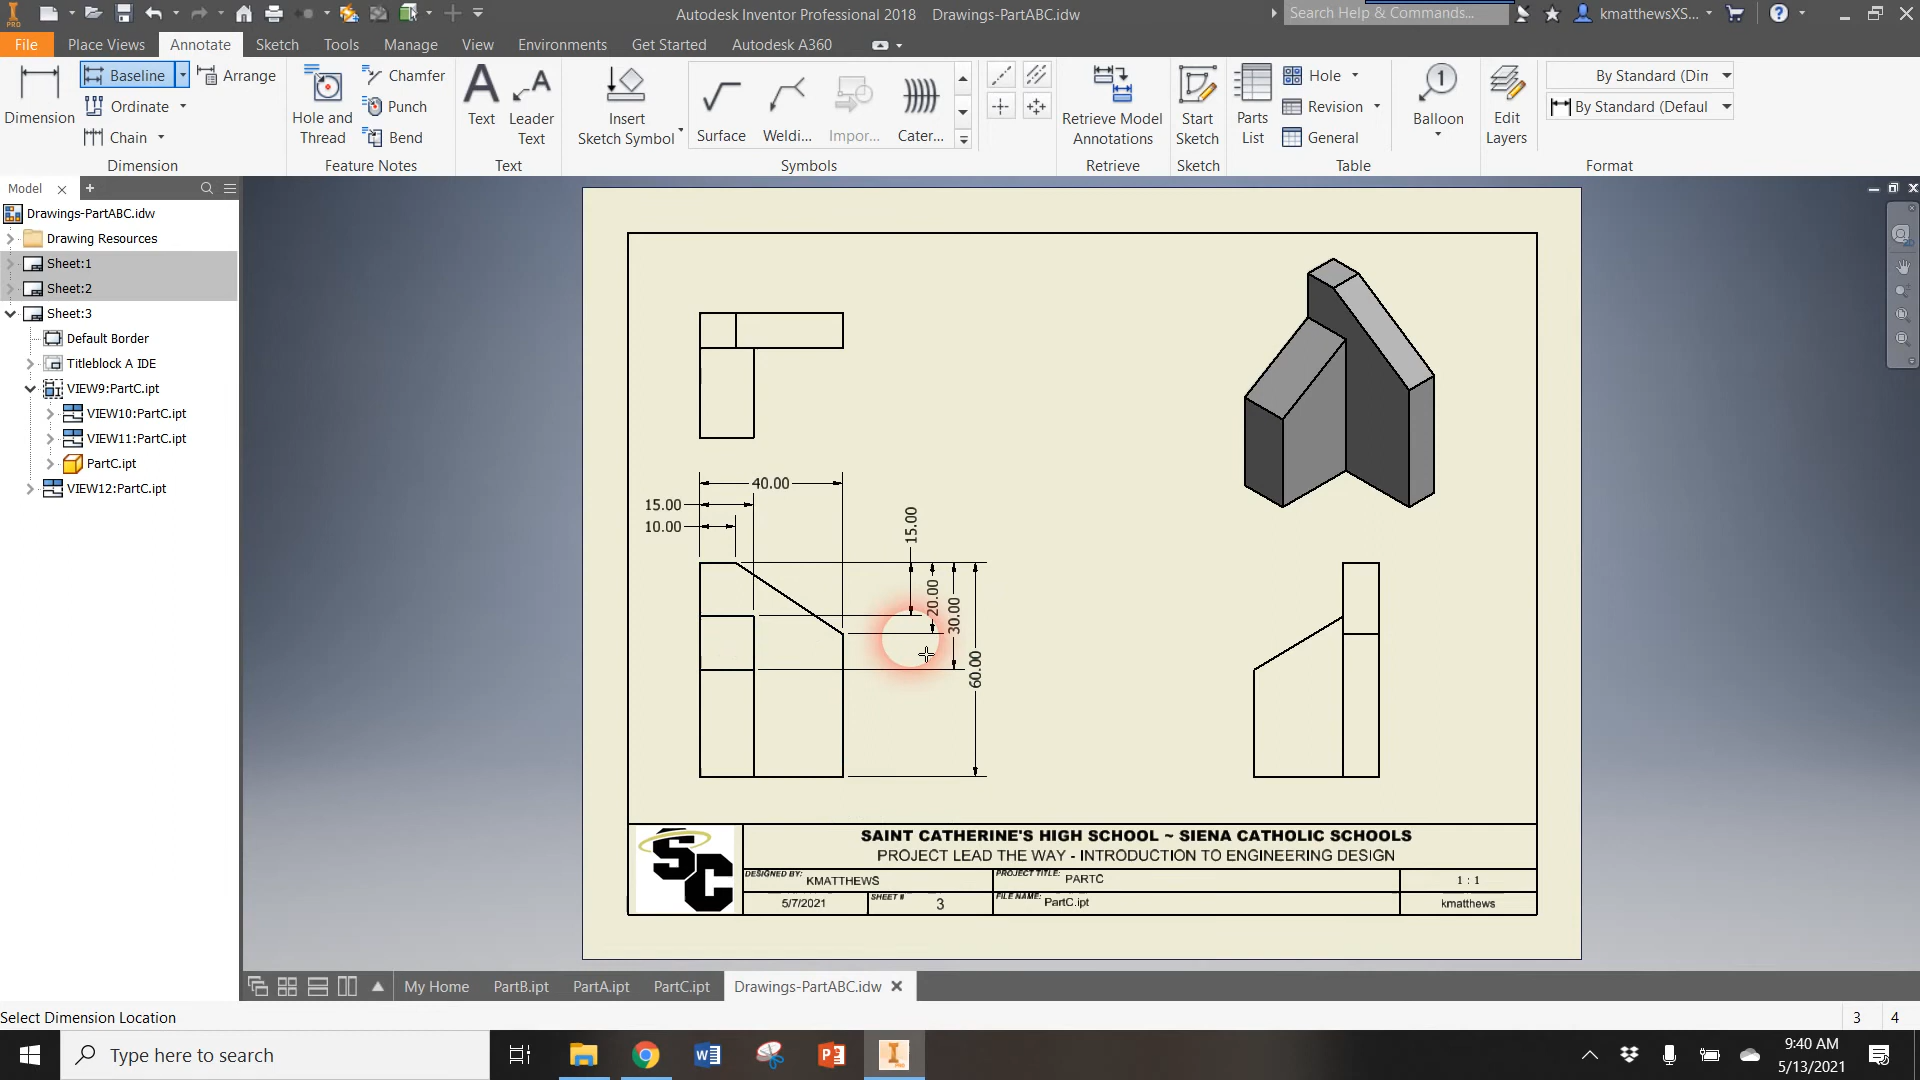 Autodesk Inventor Professional 2018 Drawings-PartABC.idw
Search Help & Commands...
kmatthewsXS...
PRO
File Place Views Annotate Sketch Tools Manage View Environments Get Started Autodesk A360
Dimension
Baseline
Arrange
Ordinate
Chain
Dimension
Hole and Thread
Chamfer
Punch
Bend
Feature Notes
Text
Leader Text
Text
Insert Sketch Symbol
Surface
Weldi...
Impor...
Cater...
Symbols
Retrieve Model Annotations
Retrieve
Start Sketch
Sketch
Parts List
Hole
Revision
General
Table
1
Balloon
Edit Layers
By Standard (Din
By Standard (Defaul
Format
Model
Drawings-PartABC.idw
Drawing Resources
Sheet:1
Sheet:2
Sheet:3
Default Border
Titleblock A IDE
VIEW9:PartC.ipt
VIEW10:PartC.ipt
VIEW11:PartC.ipt
PartC.ipt
VIEW12:PartC.ipt
40.00
15.00
10.00
15.00
20.00
30.00
60.00
SC
SAINT CATHERINE'S HIGH SCHOOL ~ SIENA CATHOLIC SCHOOLS
PROJECT LEAD THE WAY - INTRODUCTION TO ENGINEERING DESIGN
DESIGNED BY: KMATTHEWS
PROJECT TITLE: PARTC
1 : 1
5/7/2021
SHEET # 3
FILE NAME: PartC.ipt
kmatthews
My Home PartB.ipt PartA.ipt PartC.ipt Drawings-PartABC.idw
Select Dimension Location
3 4
Type here to search
9:40 AM
5/13/2021